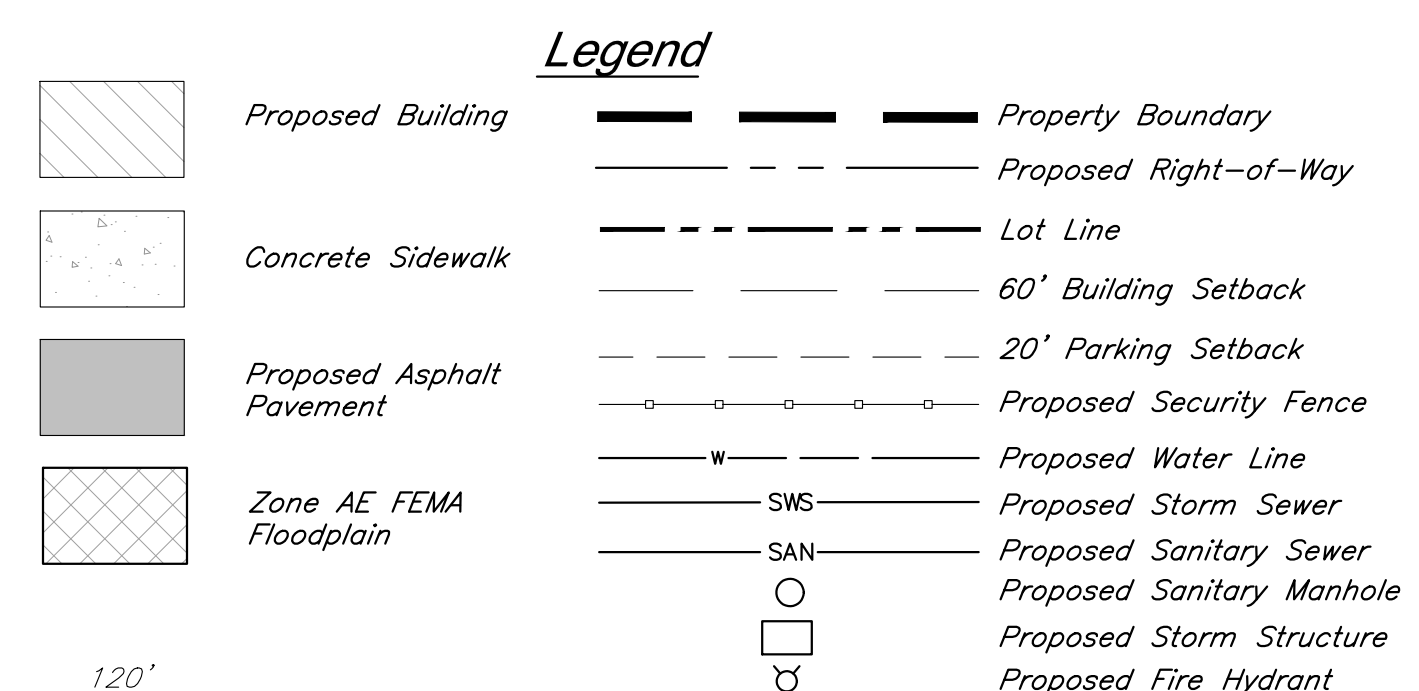 Legend
Proposed Building
Concrete Sidewalk
Proposed Asphalt
Pavement
Zone AE FEMA
Floodplain
120'
Property Boundary
Proposed Right-of-Way
Lot Line
60' Building Setback
20' Parking Setback
Proposed Security Fence
W
Proposed Water Line
SWS
Proposed Storm Sewer
SAN
Proposed Sanitary Sewer
Proposed Sanitary Manhole
Proposed Storm Structure
Proposed Fire Hydrant